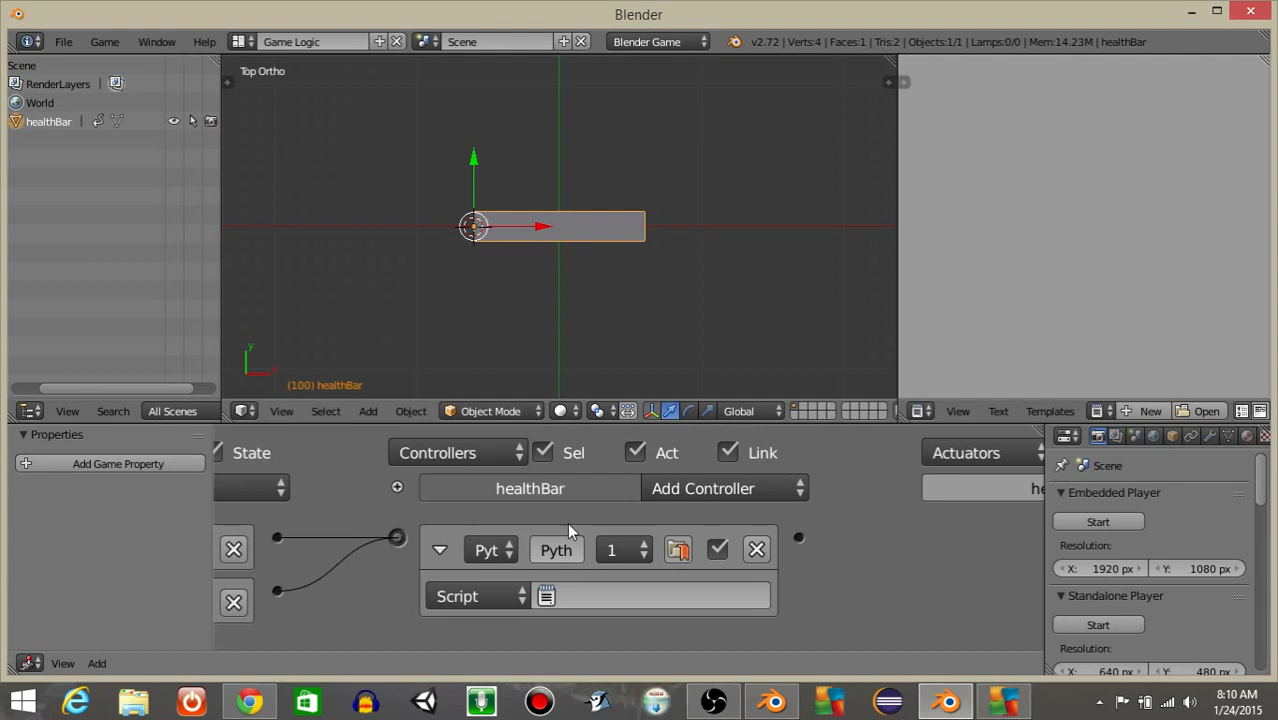 Blender
File Game Window Help Game Logic Scene Blender Game v2.72 | Verts:4 | Faces:1 | Tris:2 | Objects:1/1 | Lamps:0/0 | Mem:14.23M | healthBar
Scene
RenderLayers
World
healthBar
Top Ortho
y
(100) healthBar
View Search All Scenes
View Select Add Object Object Mode Global
View Text Templates New Open
Properties
Add Game Property
State
Controllers Sel Act Link
Actuators
healthBar Add Controller
Pyt Pyth 1
Script
View Add
Scene
Embedded Player
Start
Resolution:
X: 1920 px Y: 1080 px
Standalone Player
Start
Resolution:
X: 640 px Y: 480 px
8:10 AM
1/24/2015